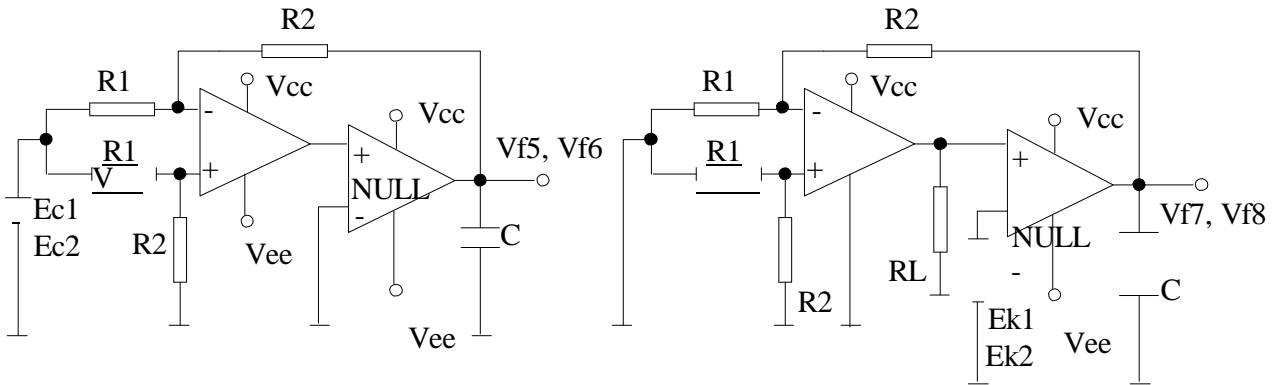 R2
R1
Vcc
-
Vcc
R1
V
+
+
NULL
-
Vf5, Vf6
Ec1
-
Ec2
R2
Vee
C
Vee
R2
R1
Vcc
-
Vcc
R1
+
+
NULL
-
Vf7, Vf8
R2
RL
C
Ek1
Ek2
Vee